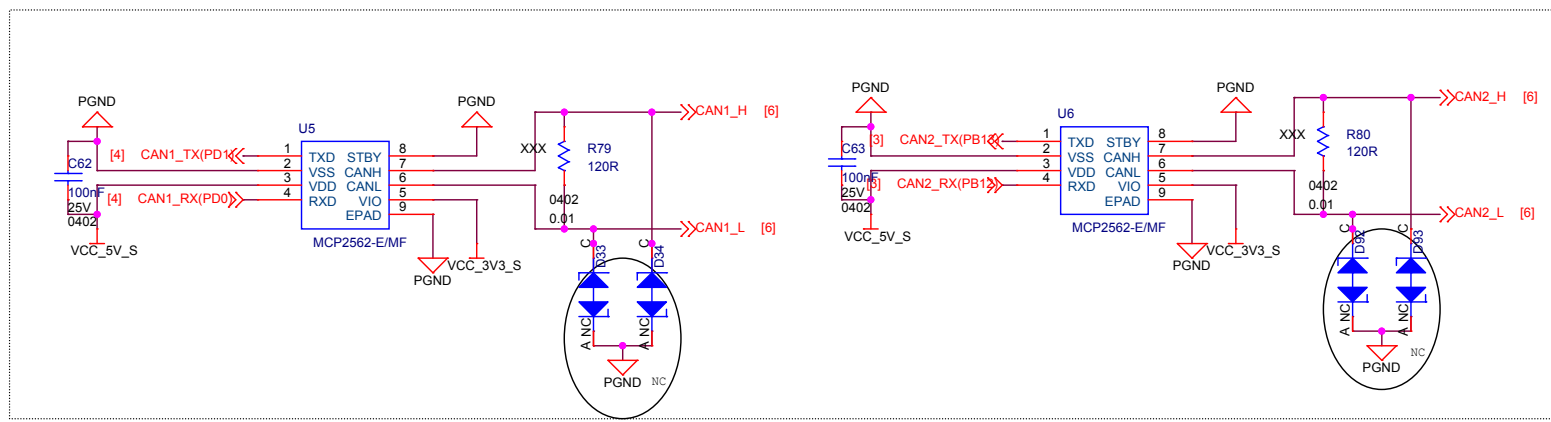 PGND
PGND
U5
C62
100nF
25V
0402
VCC_5V_S
[4] CAN1_TX(PD1)
[4] CAN1_RX(PD0)
1 TXD STBY 8
2 VSS CANH 7
3 VDD CANL 6
4 RXD VIO 5
EPAD 9
MCP2562-E/MF
PGND
VCC_3V3_S
XXX
R79
120R
0402
0.01
CAN1_H [6]
CAN1_L [6]
C D33
C D34
A NC
A NC
PGND
NC
PGND
PGND
U6
C63
100nF
25V
0402
VCC_5V_S
[3] CAN2_TX(PB13)
[3] CAN2_RX(PB12)
1 TXD STBY 8
2 VSS CANH 7
3 VDD CANL 6
4 RXD VIO 5
EPAD 9
MCP2562-E/MF
PGND
VCC_3V3_S
XXX
R80
120R
0402
0.01
CAN2_H [6]
CAN2_L [6]
C D92
C D93
A NC
A NC
PGND
NC